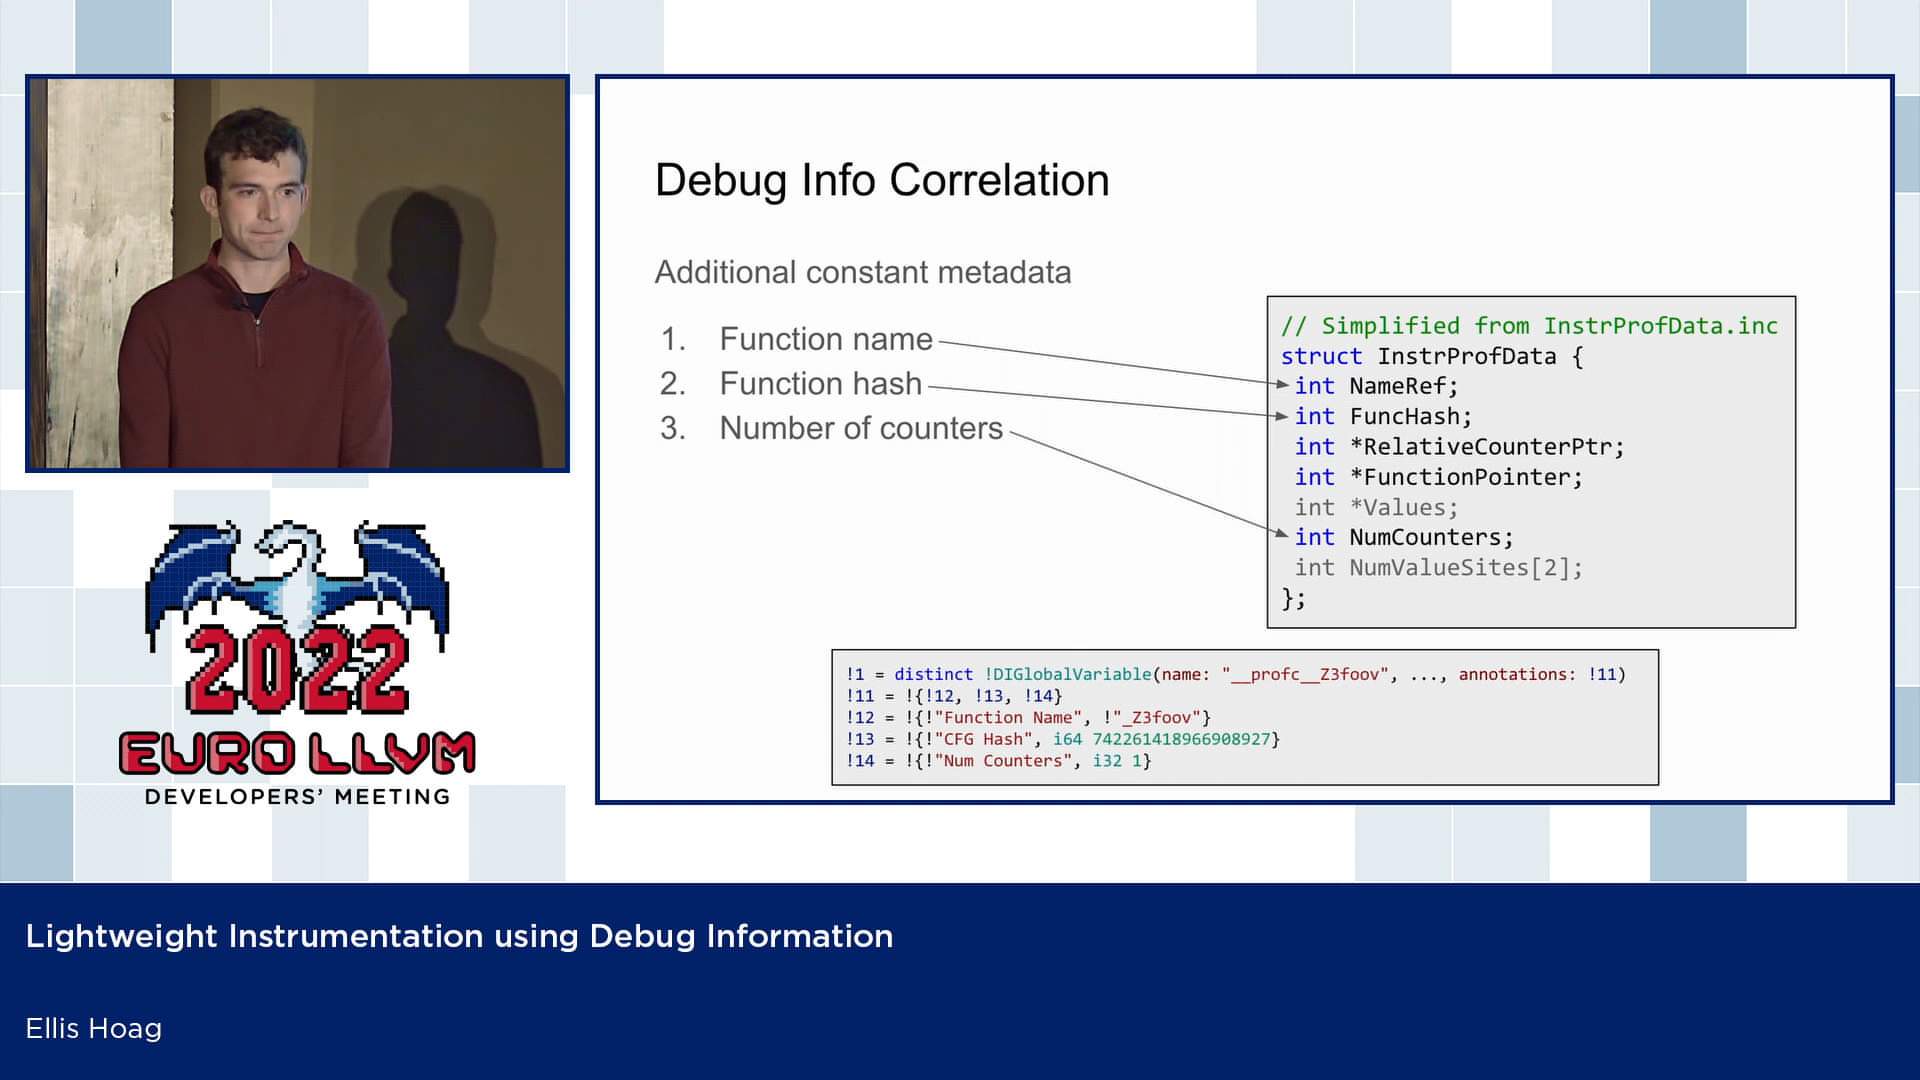 Debug Info Correlation
Additional constant metadata
1. Function name
2. Function hash
3. Number of counters
// Simplified from InstrProfData.inc
struct InstrProfData {
int NameRef;
int FuncHash;
int *RelativeCounterPtr;
int *FunctionPointer;
int *Values;
int NumCounters;
int NumValueSites[2];
};
!1 = distinct !DIGlobalVariable(name: "__profc__Z3foov", ..., annotations: !11)
!11 = !{!12, !13, !14}
!12 = !{!"Function Name", !"_Z3foov"}
!13 = !{!"CFG Hash", i64 742261418966908927}
!14 = !{!"Num Counters", i32 1}
2022
EURO LLVM
DEVELOPERS' MEETING
Lightweight Instrumentation using Debug Information
Ellis Hoag